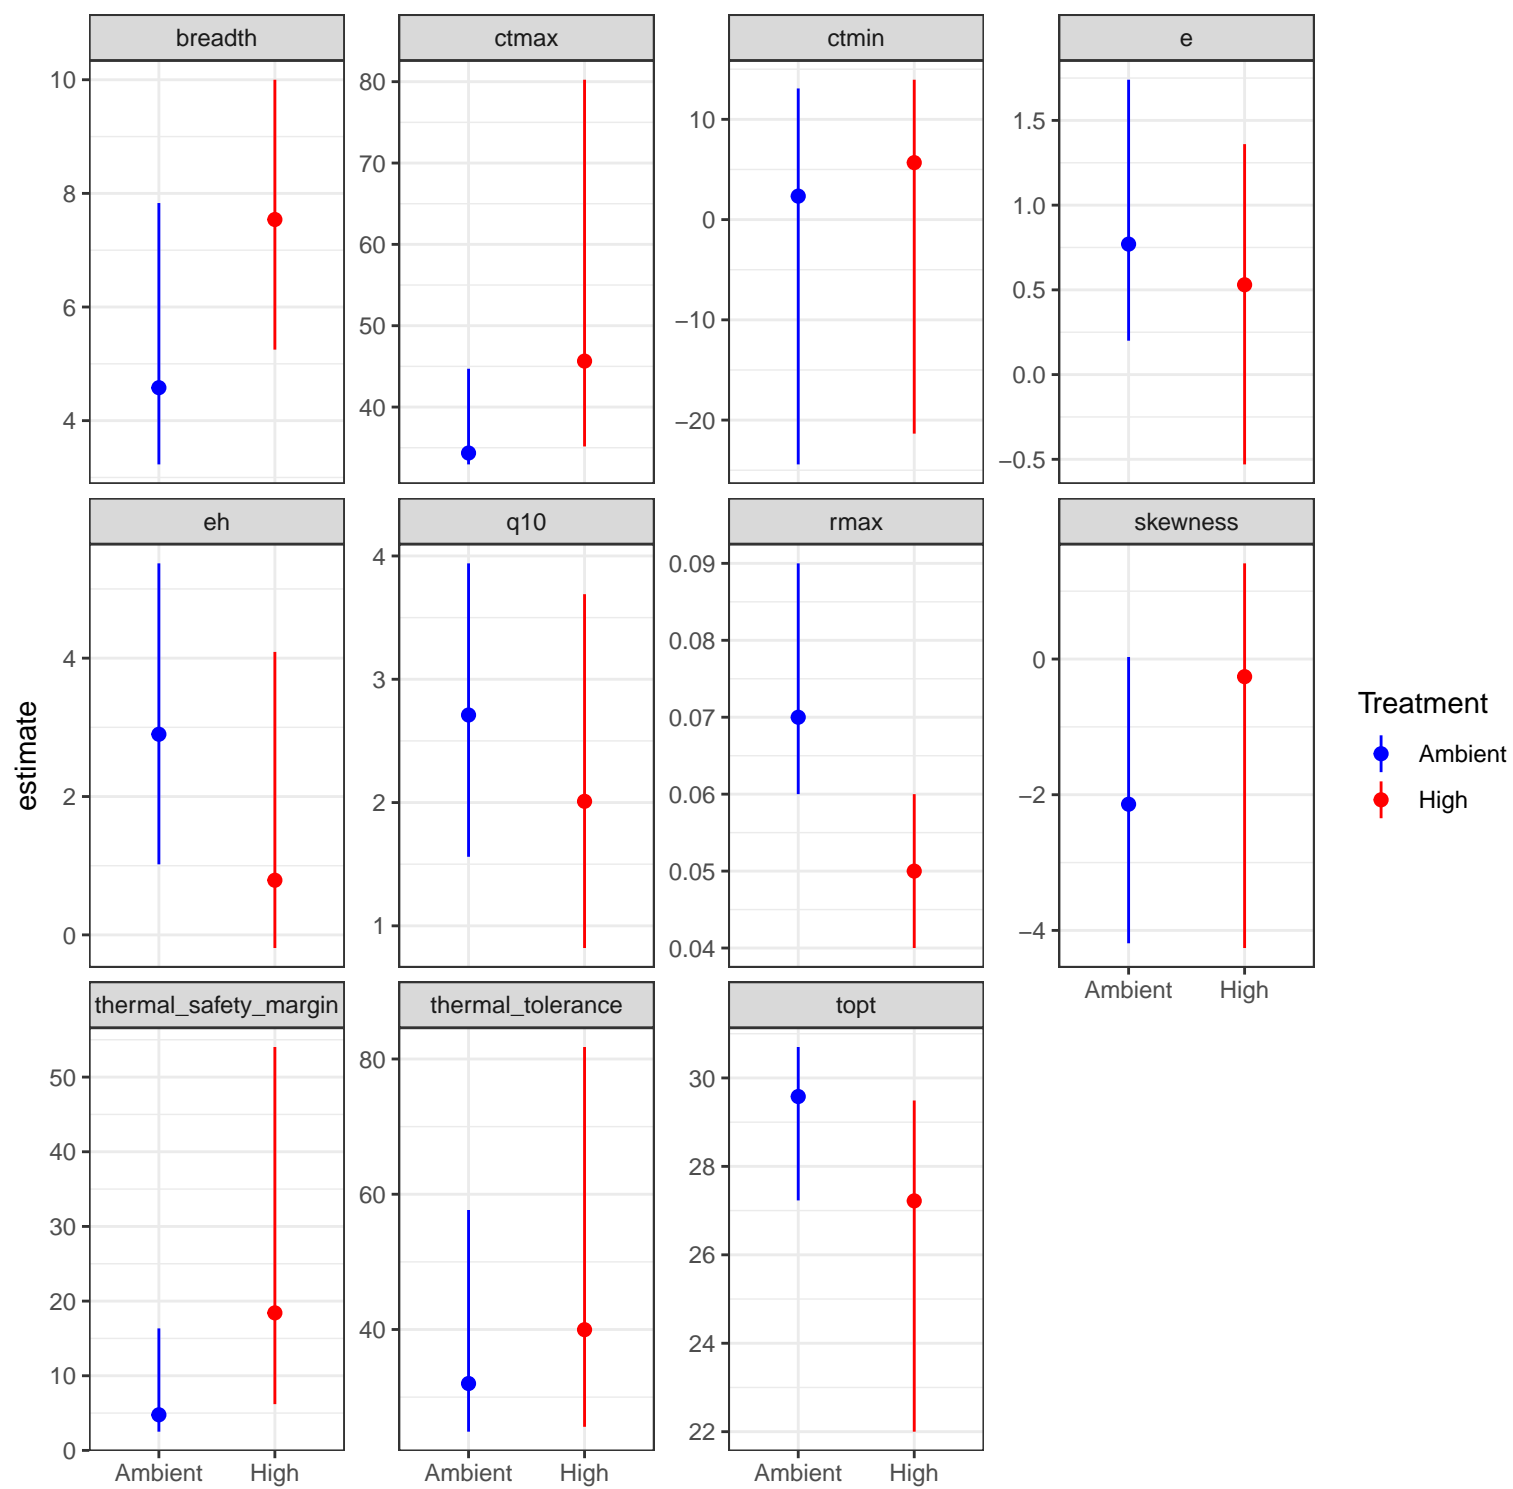 breadth
ctmax
ctmin
e
10
8
6
4
80
70
60
50
40
10
0
−10
−20
1.5
1.0
0.5
0.0
−0.5
eh
q10
rmax
skewness
4
2
0
4
3
2
1
0.09
0.08
0.07
0.06
0.05
0.04
0
−2
−4
Ambient High
thermal_safety_margin
thermal_tolerance
topt
50
40
30
20
10
0
80
60
40
30
28
26
24
22
Ambient High
Ambient High
Ambient High
estimate
Treatment
Ambient
High